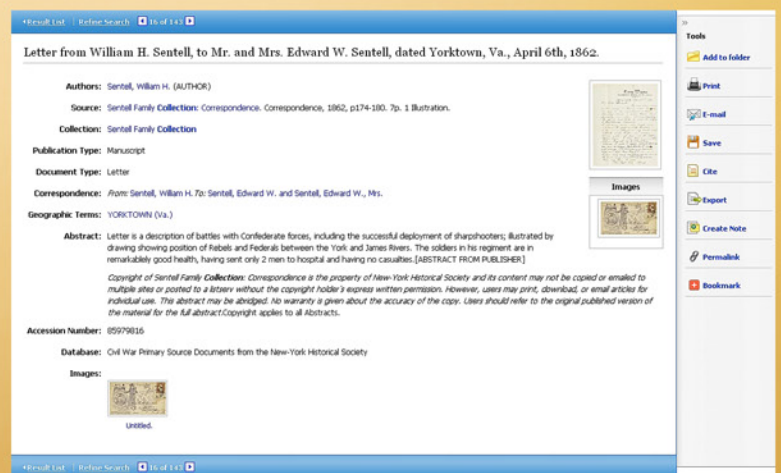 Result List | Refine Search 16 of 143
Letter from William H. Sentell, to Mr. and Mrs. Edward W. Sentell, dated Yorktown, Va., April 6th, 1862.
Authors: Sentell, William H. (AUTHOR)
Source: Sentell Family Collection: Correspondence. Correspondence, 1862, p174-180. 7p. 1 Illustration.
Collection: Sentell Family Collection
Publication Type: Manuscript
Document Type: Letter
Correspondence: From: Sentell, William H. To: Sentell, Edward W. and Sentell, Edward W., Mrs.
Geographic Terms: YORKTOWN (Va.)
Abstract: Letter is a description of battles with Confederate forces, including the successful deployment of sharpshooters; illustrated by
drawing showing position of Rebels and Federals between the York and James Rivers. The soldiers in his regiment are in
remarkably good health, having sent only 2 men to hospital and having no casualties.[ABSTRACT FROM PUBLISHER]
Copyright of Sentell Family Collection: Correspondence is the property of New-York Historical Society and its content may not be copied or emailed to
multiple sites or posted to a listserv without the copyright holder's express written permission. However, users may print, download, or email articles for
individual use. This abstract may be abridged. No warranty is given about the accuracy of the copy. Users should refer to the original published version of
the material for the full abstract.Copyright applies to all Abstracts.
Accession Number: 85979816
Database: Civil War Primary Source Documents from the New-York Historical Society
Images:
Untitled.
Result List | Refine Search 16 of 143
Images
»
Tools
Add to folder
Print
E-mail
Save
Cite
Export
Create Note
Permalink
Bookmark